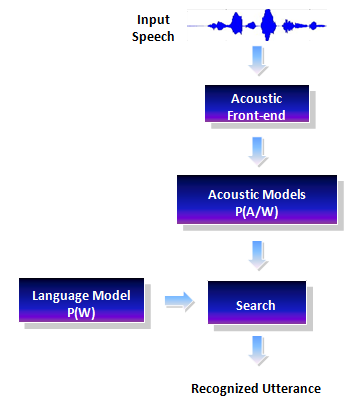 Input
Speech
Acoustic
Front-end
Acoustic Models
P(A/W)
Language Model
P(W)
Search
Recognized Utterance